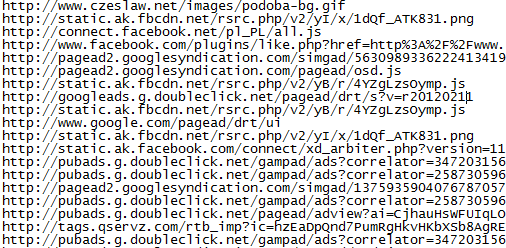 http://www.czeslaw.net/images/podoba-bg.gif
http://static.ak.fbcdn.net/rsrc.php/v2/yI/x/1dQf_ATK831.png
http://connect.facebook.net/pl_PL/all.js
http://www.facebook.com/plugins/like.php?href=http%3A%2F%2Fwww.
http://pagead2.googlesyndication.com/simgad/5630989336222413419
http://pagead2.googlesyndication.com/pagead/osd.js
http://static.ak.fbcdn.net/rsrc.php/v2/yB/r/4YZgLzsOymp.js
http://googleads.g.doubleclick.net/pagead/drt/s?v=r20120211
http://static.ak.fbcdn.net/rsrc.php/v2/yB/r/4YZgLzsOymp.js
http://www.google.com/pagead/drt/ui
http://static.ak.fbcdn.net/rsrc.php/v2/yI/x/1dQf_ATK831.png
http://static.ak.facebook.com/connect/xd_arbiter.php?version=11
http://pubads.g.doubleclick.net/gampad/ads?correlator=347203156
http://pubads.g.doubleclick.net/gampad/ads?correlator=258730596
http://pagead2.googlesyndication.com/simgad/1375935904076787057
http://pubads.g.doubleclick.net/gampad/ads?correlator=258730596
http://pubads.g.doubleclick.net/pagead/adview?ai=CjhauHsWFUIqLO
http://tags.qservz.com/rtb_imp?ic=hzEaDpQnd7PumRgHkvHKbXSb8AgRE
http://pubads.g.doubleclick.net/gampad/ads?correlator=347203156